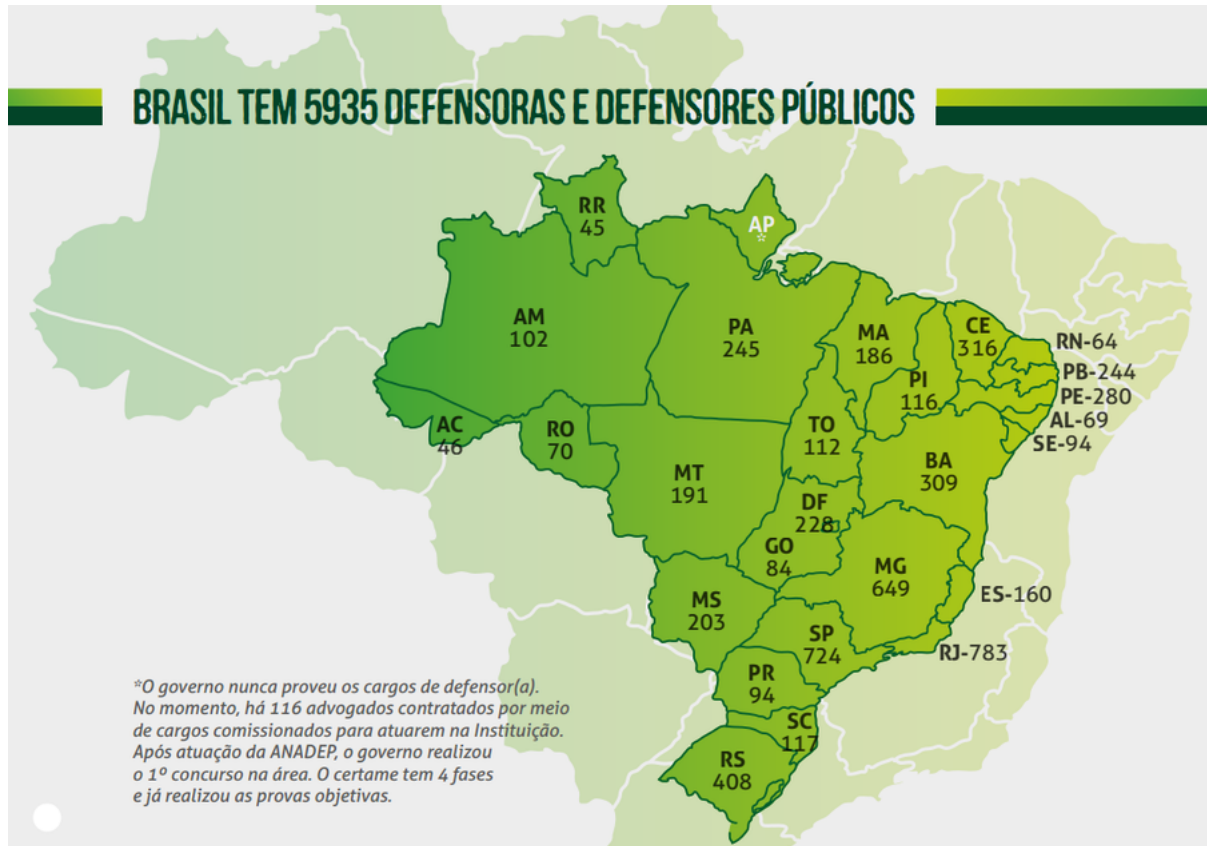 BRASIL TEM 5935 DEFENSORAS E DEFENSORES PÚBLICOS
RR
45
AP
☆
AM
102
PA
245
MA
186
CE
316
RN-64
PB-244
PI
116
PE-280
AL-69
SE-94
AC
46
RO
70
TO
112
MT
191
BA
309
DF
228
GO
84
MG
649
ES-160
MS
203
SP
724
RJ-783
PR
94
SC
117
RS
408
☆O governo nunca proveu os cargos de defensor(a).
No momento, há 116 advogados contratados por meio
de cargos comissionados para atuarem na Instituição.
Após atuação da ANADEP, o governo realizou
o 1º concurso na área. O certame tem 4 fases
e já realizou as provas objetivas.